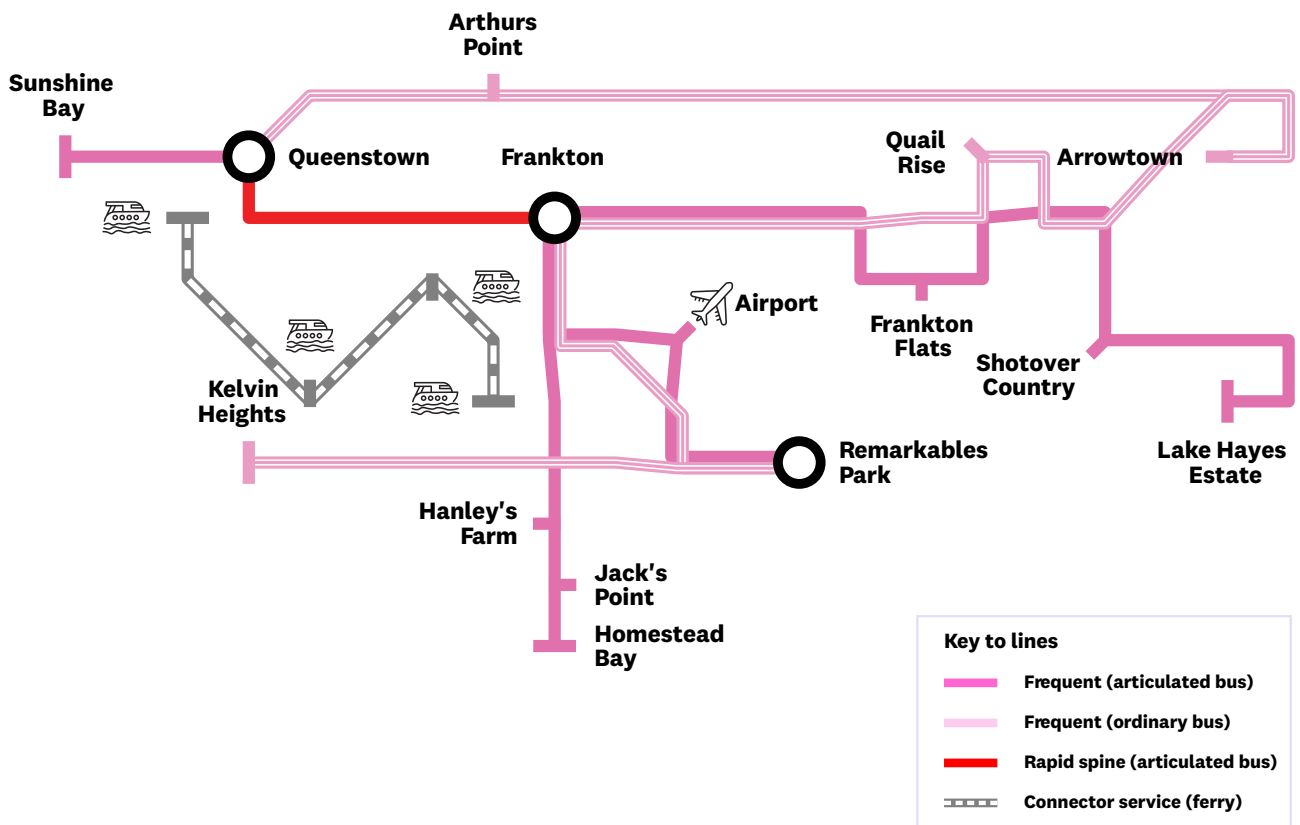 Arthurs
Point
Sunshine
Bay
Queenstown
Frankton
Quail
Rise
Arrowtown
Airport
Frankton
Flats
Shotover
Country
Kelvin
Heights
Remarkables
Park
Lake Hayes
Estate
Hanley's
Farm
Jack's
Point
Homestead
Bay
Key to lines
Frequent (articulated bus)
Frequent (ordinary bus)
Rapid spine (articulated bus)
Connector service (ferry)